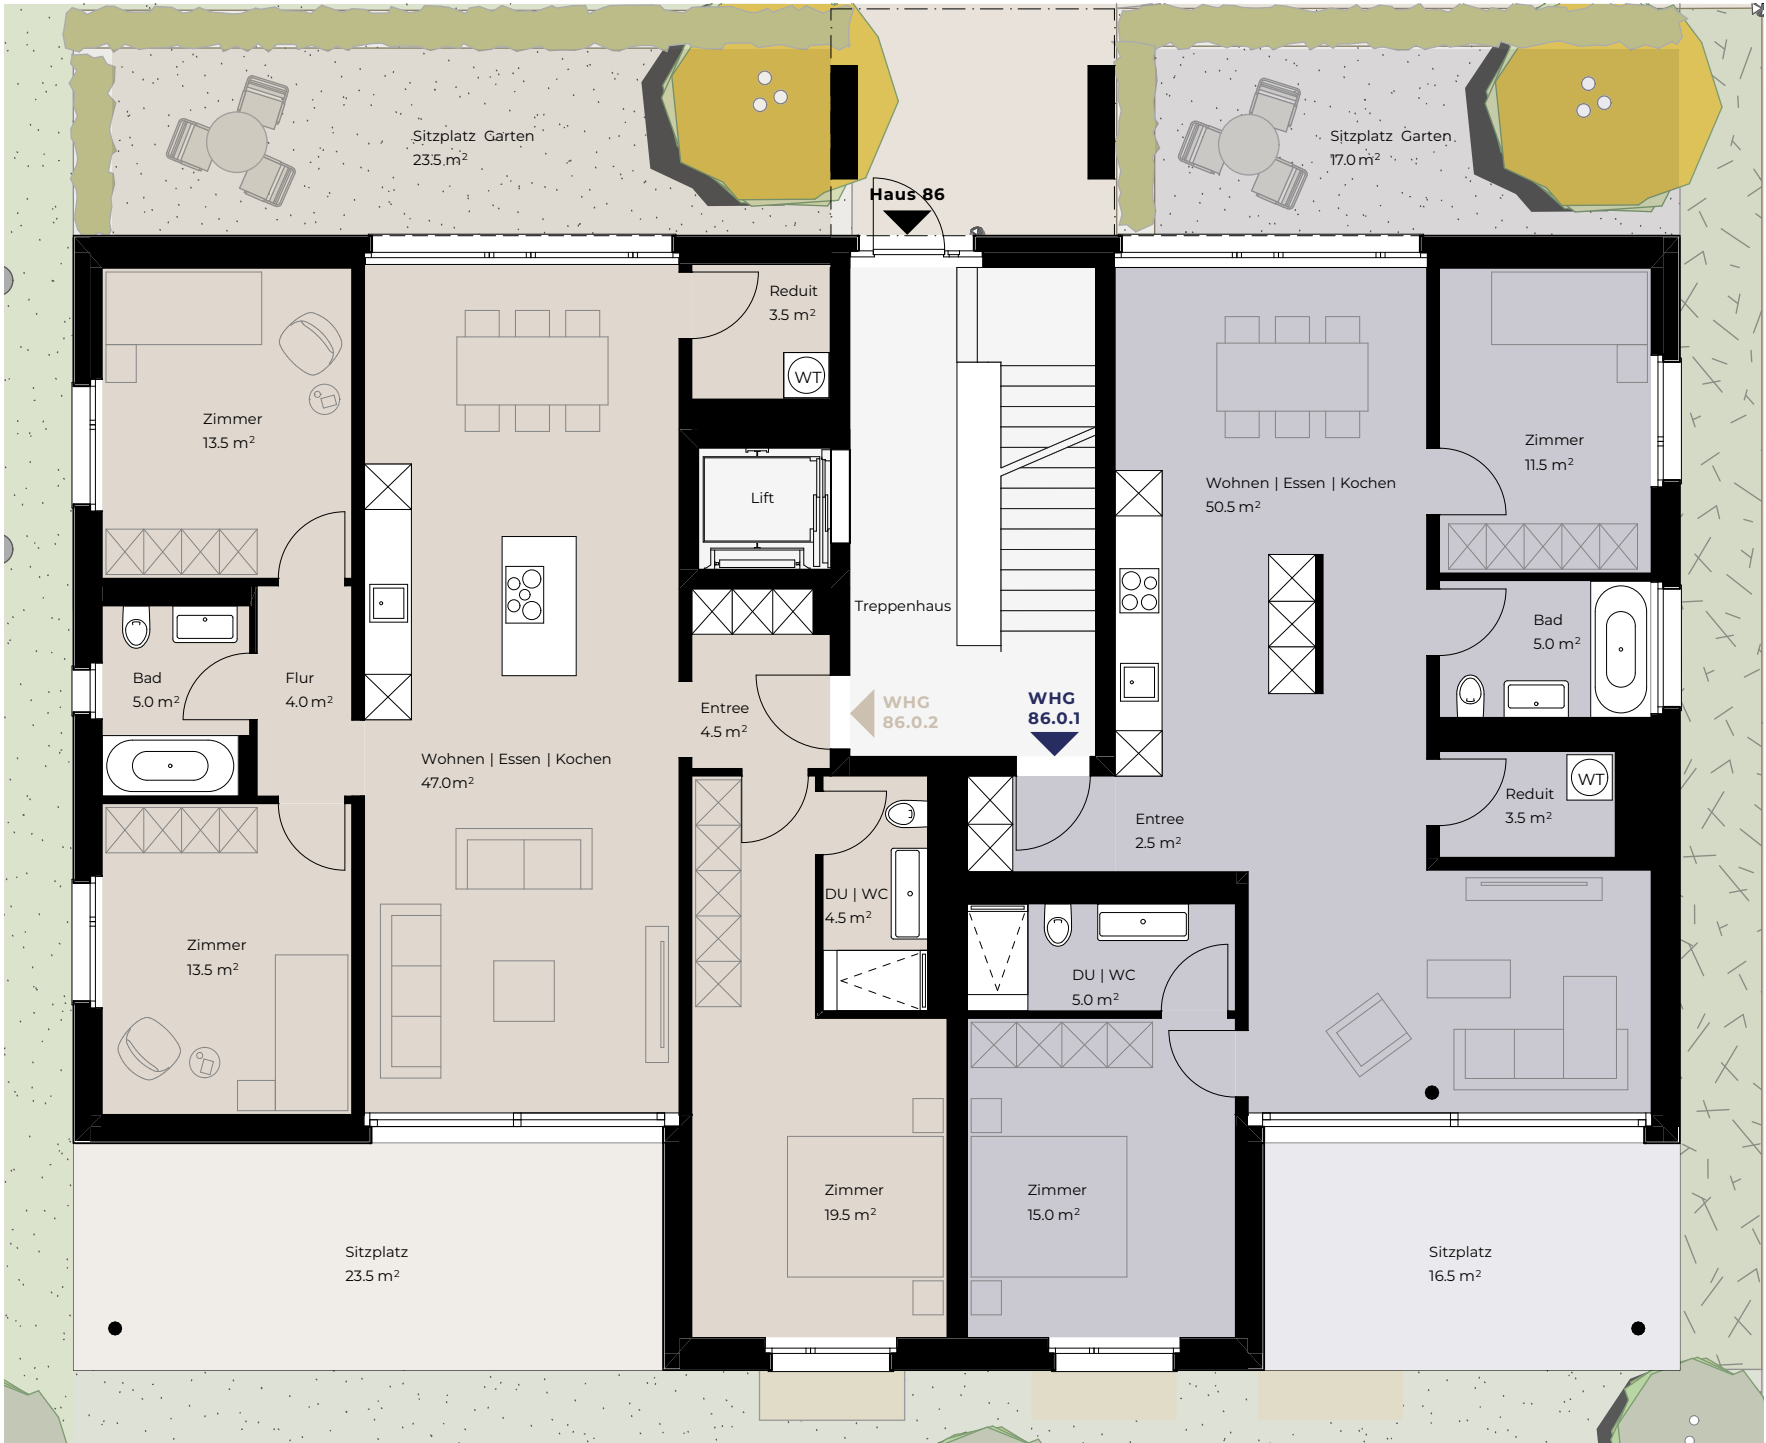 Sitzplatz Garten
23.5 m²
Sitzplatz Garten
17.0 m²
Haus 86
Reduit
3.5 m²
WT
Zimmer
13.5 m²
Wohnen | Essen | Kochen
50.5 m²
Zimmer
11.5 m²
Lift
Treppenhaus
Bad
5.0 m²
Bad
5.0 m²
Flur
4.0 m²
Entree
4.5 m²
WHG
86.0.2
WHG
86.0.1
Wohnen | Essen | Kochen
47.0 m²
WT
Reduit
3.5 m²
Entree
2.5 m²
DU | WC
4.5 m²
Zimmer
13.5 m²
DU | WC
5.0 m²
Zimmer
19.5 m²
Zimmer
15.0 m²
Sitzplatz
23.5 m²
Sitzplatz
16.5 m²